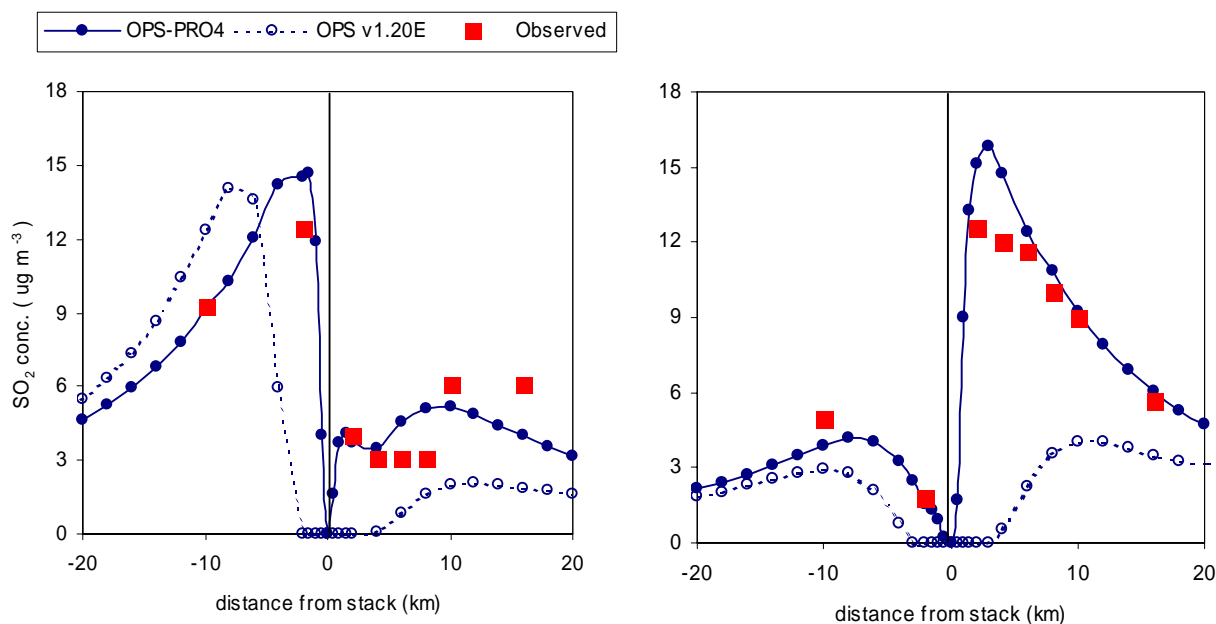 OPS-PRO4 OPS v1.20E Observed
18
15
12
9
6
3
0
-20 -10 0 10 20
SO2 conc. ( ug m-3)
distance from stack (km)
18
15
12
9
6
3
0
-20 -10 0 10 20
distance from stack (km)